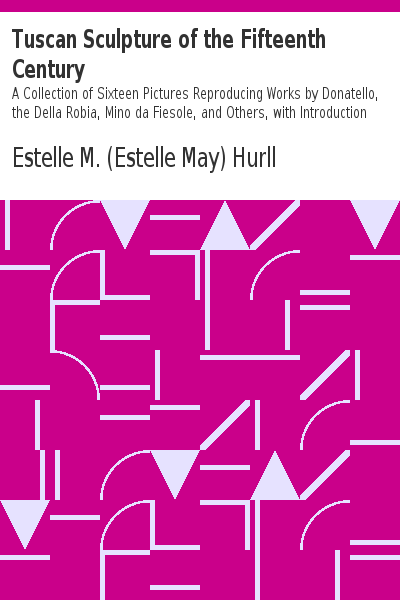 Tuscan Sculpture of the Fifteenth
Century
A Collection of Sixteen Pictures Reproducing Works by Donatello,
the Della Robia, Mino da Fiesole, and Others, with Introduction
Estelle M. (Estelle May) Hurll